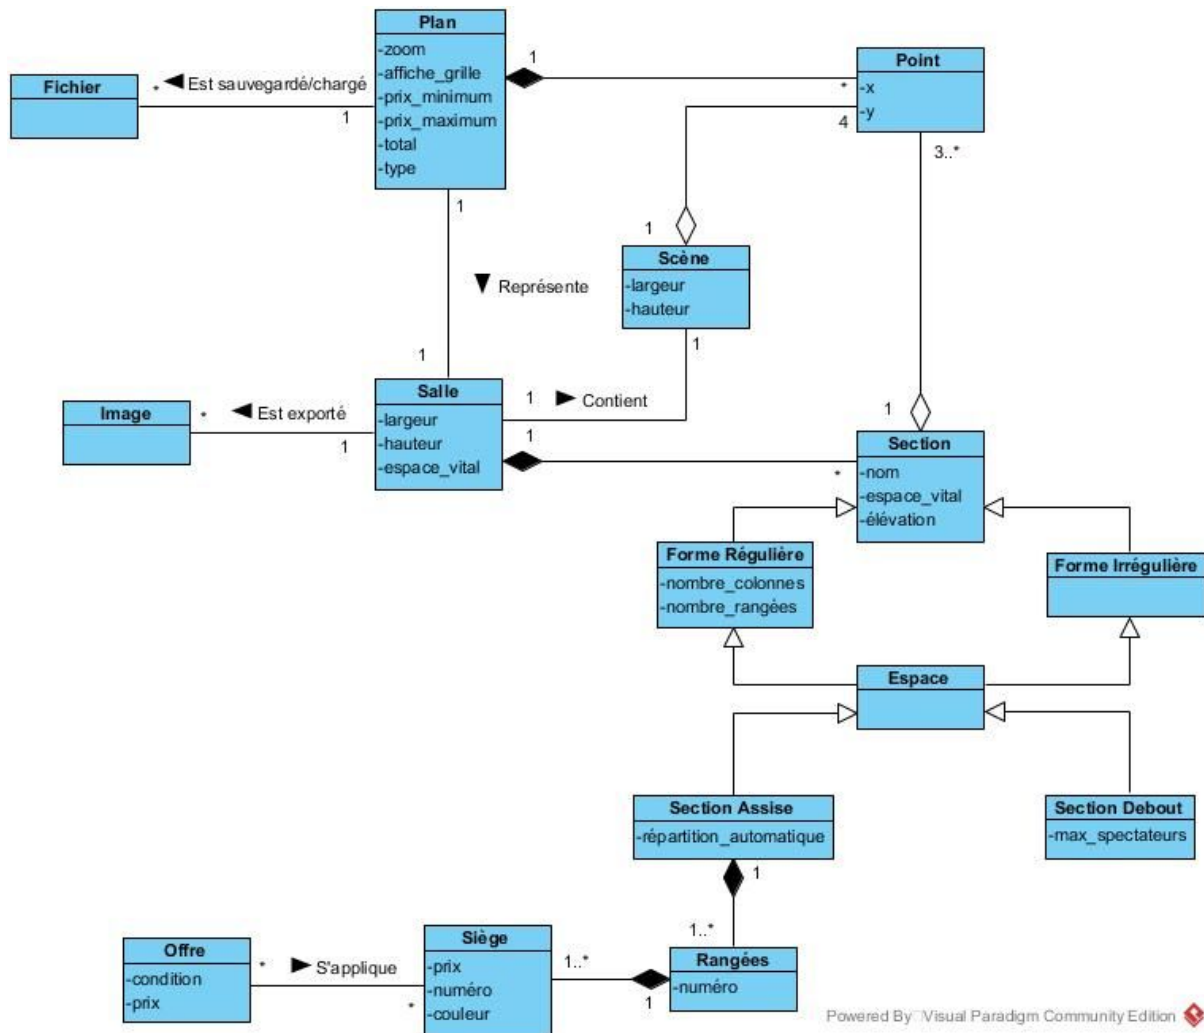 Plan
-zoom
-affiche_grille
-prix_minimum
-prix_maximum
-total
-type
Fichier
* ◄ Est sauvegardé/chargé
1
1
*
Point
-x
-y
4
3..*
1
1
Scène
-largeur
-hauteur
1
▼ Représente
1
Salle
-largeur
-hauteur
-espace_vital
1 ► Contient
1
Image
* ◄ Est exporté
1
1
*
Section
-nom
-espace_vital
-élévation
Forme Régulière
-nombre_colonnes
-nombre_rangées
Forme Irrégulière
Espace
Section Assise
-répartition_automatique
Section Debout
-max_spectateurs
1
1..*
Offre
-condition
-prix
* ► S'applique
*
Siège
-prix
-numéro
-couleur
1..*
1
Rangées
-numéro
Powered By Visual Paradigm Community Edition